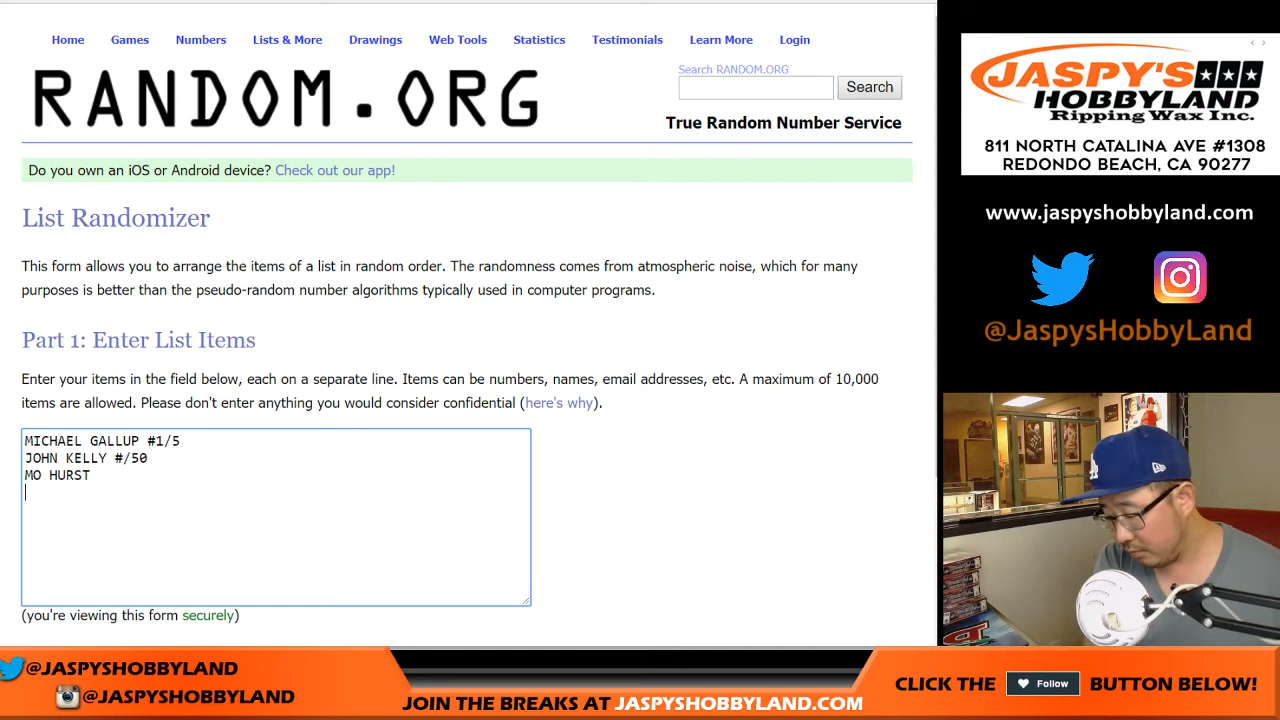 Home Games Numbers Lists & More Drawings Web Tools Statistics Testimonials Learn More Login
RANDOM.ORG
Search RANDOM.ORG
Search
True Random Number Service
Do you own an iOS or Android device? Check out our app!
List Randomizer
This form allows you to arrange the items of a list in random order. The randomness comes from atmospheric noise, which for many
purposes is better than the pseudo-random number algorithms typically used in computer programs.
Part 1: Enter List Items
Enter your items in the field below, each on a separate line. Items can be numbers, names, email addresses, etc. A maximum of 10,000
items are allowed. Please don't enter anything you would consider confidential (here's why).
MICHAEL GALLUP #1/5
JOHN KELLY #/50
MO HURST
(you're viewing this form securely)
JASPY'S
HOBBYLAND
Ripping Wax Inc.
811 NORTH CATALINA AVE #1308
REDONDO BEACH, CA 90277
www.jaspyshobbyland.com
@JaspysHobbyLand
@JASPYSHOBBYLAND
@JASPYSHOBBYLAND
JOIN THE BREAKS AT JASPYSHOBBYLAND.COM
CLICK THE Follow BUTTON BELOW!